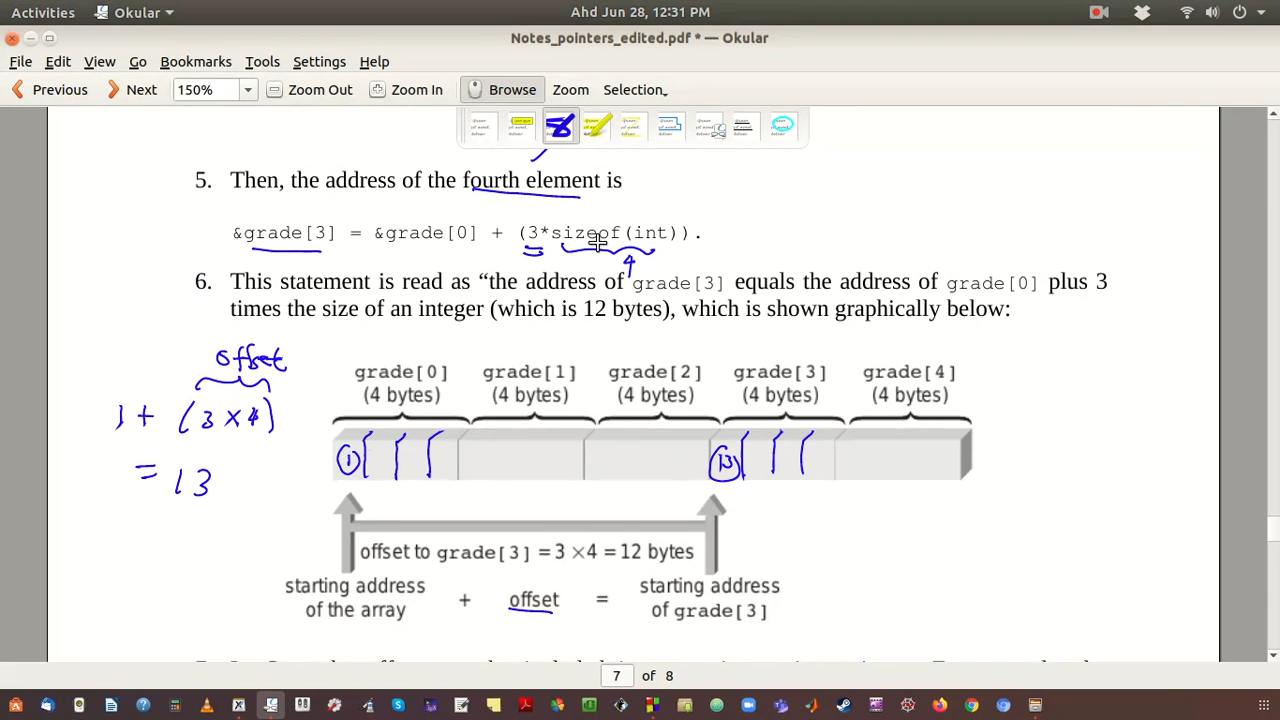 Activities Okular Ahd Jun 28, 12:31 PM
Notes_pointers_edited.pdf * — Okular
File Edit View Go Bookmarks Tools Settings Help
Previous Next 150% Zoom Out Zoom In Browse Zoom Selection
5. Then, the address of the fourth element is
&grade[3] = &grade[0] + (3*sizeof(int)).
4
6. This statement is read as “the address of grade[3] equals the address of grade[0] plus 3
times the size of an integer (which is 12 bytes), which is shown graphically below:
offset
1 + (3 × 4)
= 13
grade[0] grade[1] grade[2] grade[3] grade[4]
(4 bytes) (4 bytes) (4 bytes) (4 bytes) (4 bytes)
1 13
offset to grade[3] = 3 ×4 = 12 bytes
starting address starting address
of the array + offset = of grade[3]
7 of 8